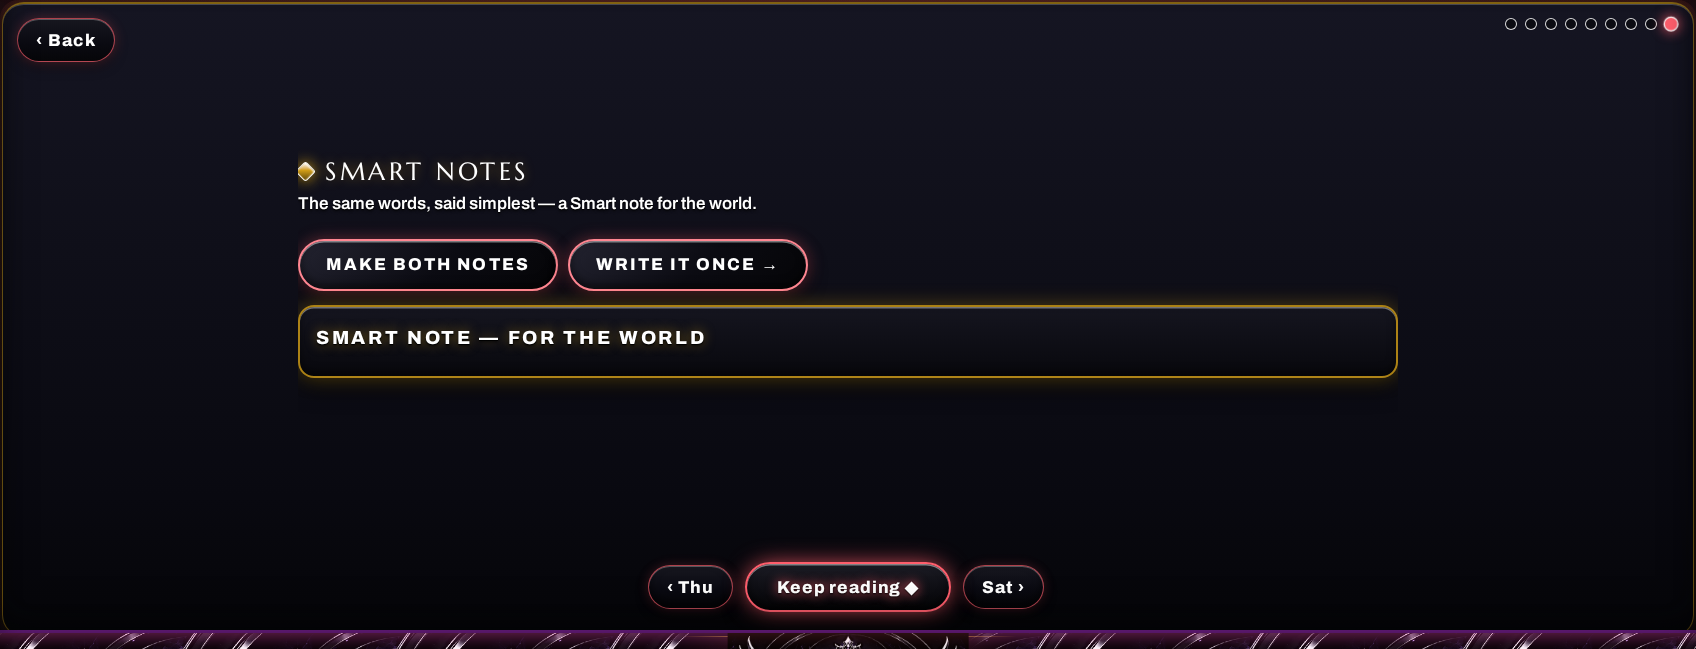 ‹ Back
SMART NOTES
The same words, said simplest — a Smart note for the world.
MAKE BOTH NOTES
WRITE IT ONCE →
SMART NOTE — FOR THE WORLD
‹ Thu
Keep reading ◆
Sat ›